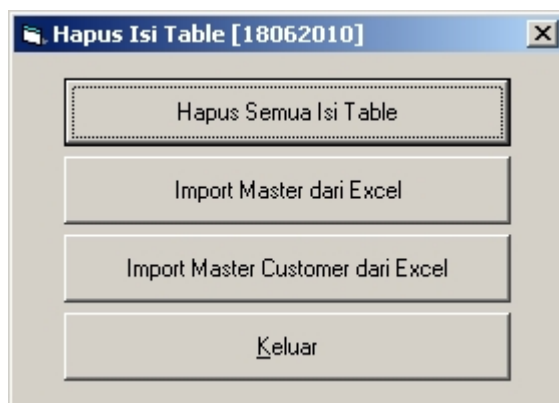 Hapus Isi Table [18062010]
Hapus Semua Isi Table
Import Master dari Excel
Import Master Customer dari Excel
Keluar